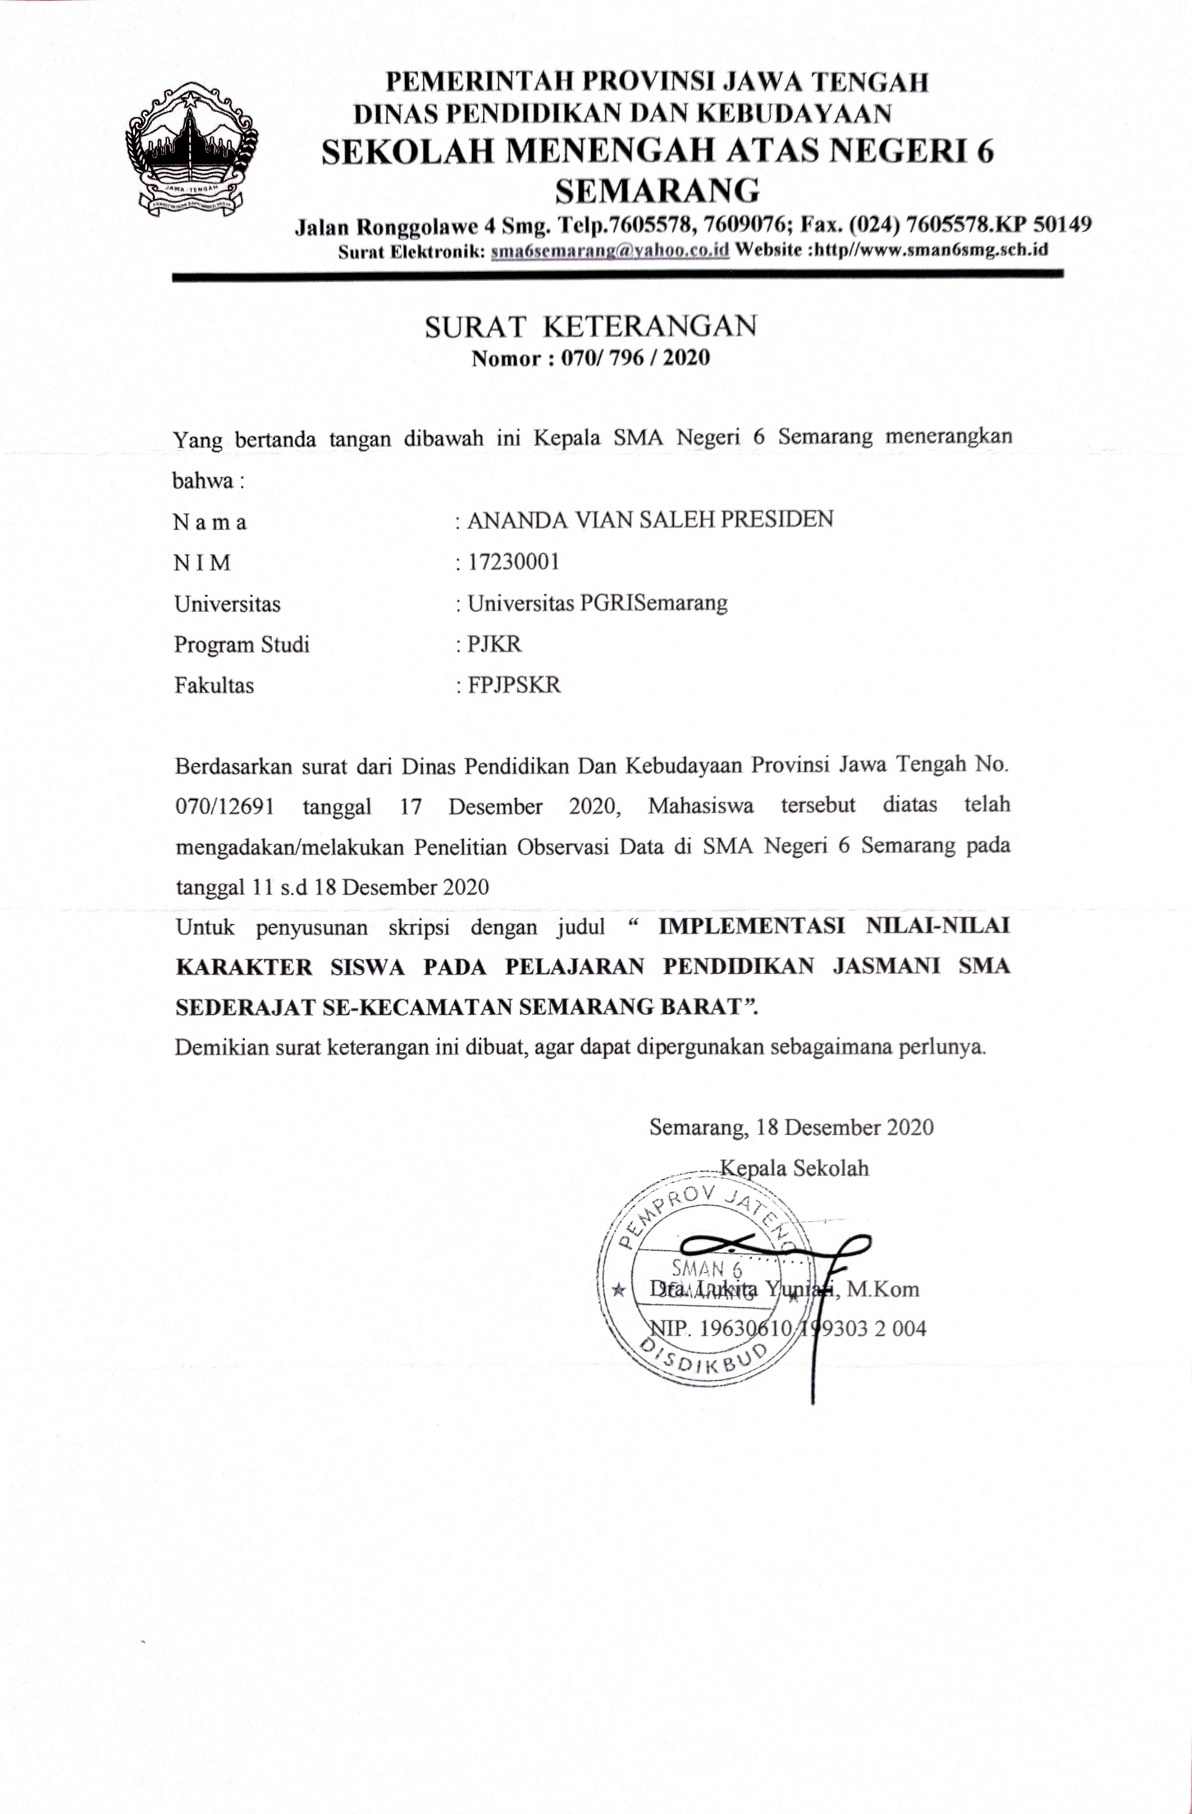 PEMERINTAH PROVINSI JAWA TENGAH
DINAS PENDIDIKAN DAN KEBUDAYAAN
SEKOLAH MENENGAH ATAS NEGERI 6
SEMARANG
Jalan Ronggolawe 4 Smg. Telp.7605578, 7609076; Fax. (024) 7605578.KP 50149
Surat Elektronik: sma6semarang@yahoo.co.id Website :http//www.sman6smg.sch.id
JAWA-TENGAH
SURAT KETERANGAN
Nomor : 070/ 796 / 2020
Yang bertanda tangan dibawah ini Kepala SMA Negeri 6 Semarang menerangkan
bahwa :
N a m a : ANANDA VIAN SALEH PRESIDEN
N I M : 17230001
Universitas : Universitas PGRISemarang
Program Studi : PJKR
Fakultas : FPJPSKR
Berdasarkan surat dari Dinas Pendidikan Dan Kebudayaan Provinsi Jawa Tengah No.
070/12691 tanggal 17 Desember 2020, Mahasiswa tersebut diatas telah
mengadakan/melakukan Penelitian Observasi Data di SMA Negeri 6 Semarang pada
tanggal 11 s.d 18 Desember 2020
Untuk penyusunan skripsi dengan judul “ IMPLEMENTASI NILAI-NILAI
KARAKTER SISWA PADA PELAJARAN PENDIDIKAN JASMANI SMA
SEDERAJAT SE-KECAMATAN SEMARANG BARAT”.
Demikian surat keterangan ini dibuat, agar dapat dipergunakan sebagaimana perlunya.
Semarang, 18 Desember 2020
Kepala Sekolah
PEMPROV JATENG
SMAN 6
SEMARANG
DISDIKBUD
Dra. Lukita Yuniati, M.Kom
NIP. 19630610 199303 2 004